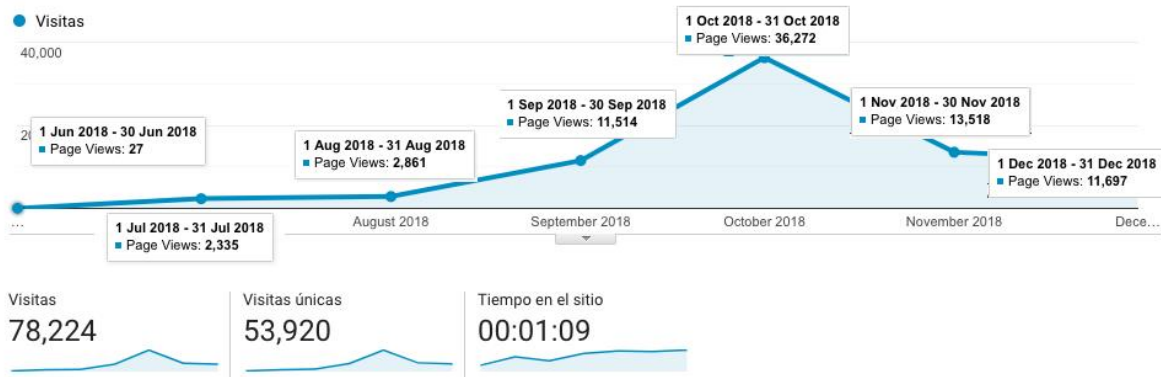 Visitas
40,000
1 Oct 2018 - 31 Oct 2018
Page Views: 36,272
1 Sep 2018 - 30 Sep 2018
Page Views: 11,514
1 Nov 2018 - 30 Nov 2018
Page Views: 13,518
1 Jun 2018 - 30 Jun 2018
Page Views: 27
1 Aug 2018 - 31 Aug 2018
Page Views: 2,861
1 Dec 2018 - 31 Dec 2018
Page Views: 11,697
... August 2018 September 2018 October 2018 November 2018 Dece...
1 Jul 2018 - 31 Jul 2018
Page Views: 2,335
Visitas Visitas únicas Tiempo en el sitio
78,224 53,920 00:01:09